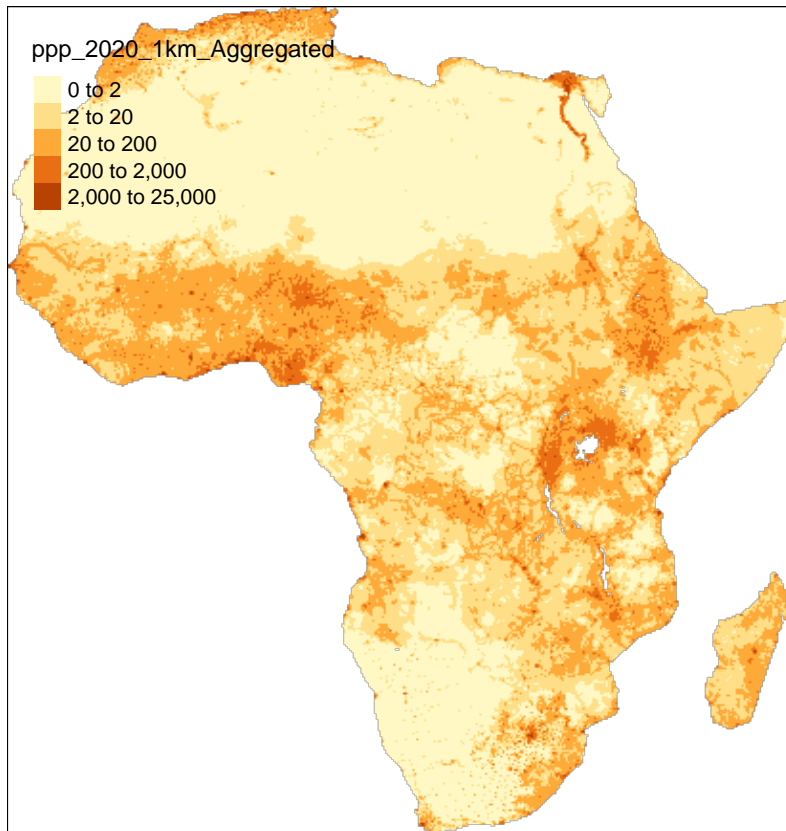 ppp_2020_1km_Aggregated
0 to 2
2 to 20
20 to 200
200 to 2,000
2,000 to 25,000